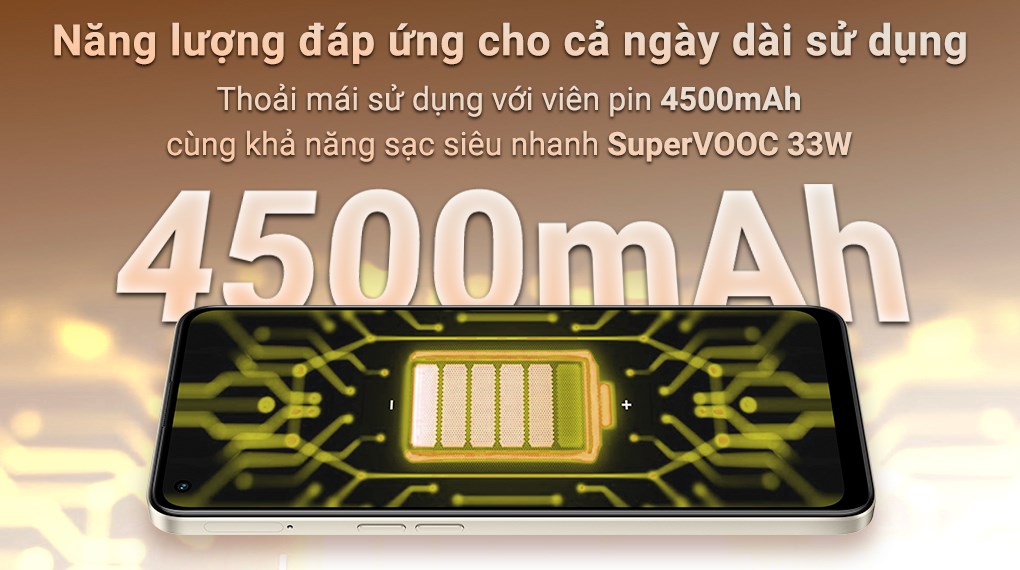 Năng lượng đáp ứng cho cả ngày dài sử dụng
Thoải mái sử dụng với viên pin 4500mAh
cùng khả năng sạc siêu nhanh SuperVOOC 33W
4500mAh
- +